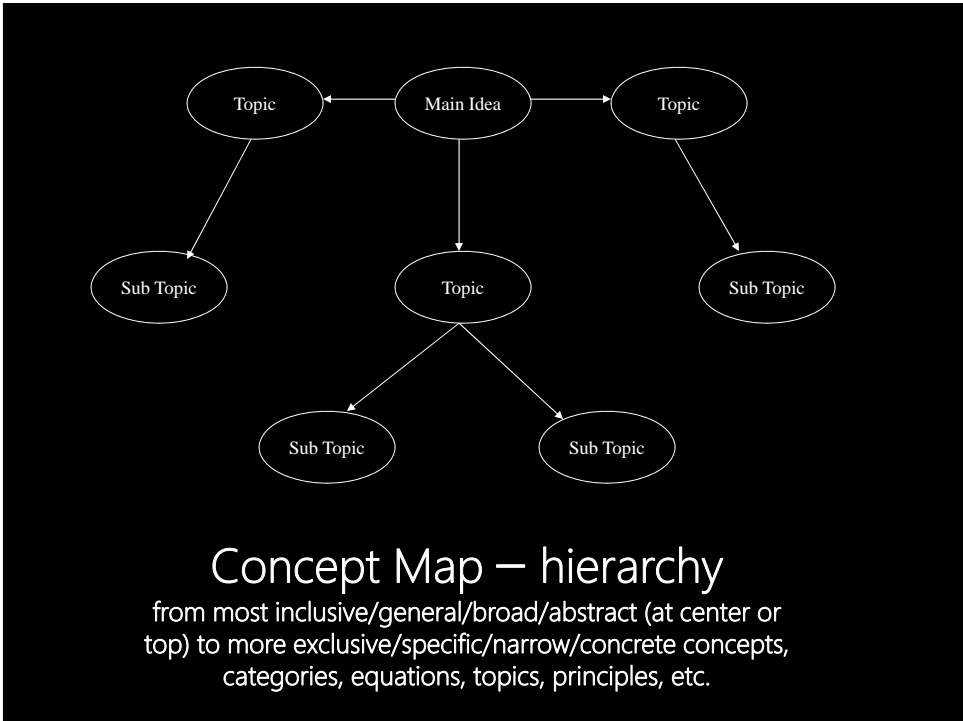 Topic
Main Idea
Topic
Sub Topic
Topic
Sub Topic
Sub Topic
Sub Topic
Concept Map – hierarchy
from most inclusive/general/broad/abstract (at center or
top) to more exclusive/specific/narrow/concrete concepts,
categories, equations, topics, principles, etc.